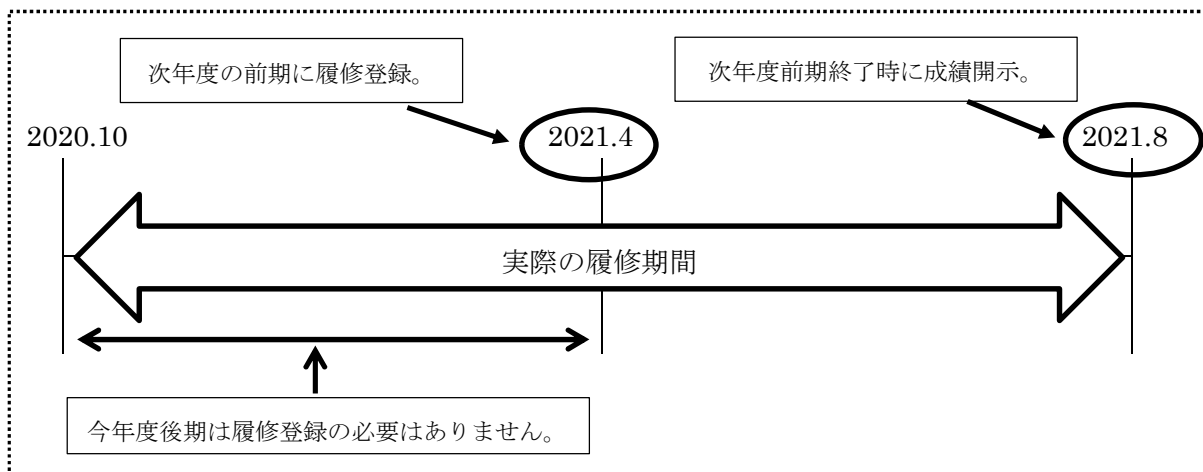 次年度の前期に履修登録。
次年度前期終了時に成績開示。
2020.10
2021.4
2021.8
実際の履修期間
今年度後期は履修登録の必要はありません。